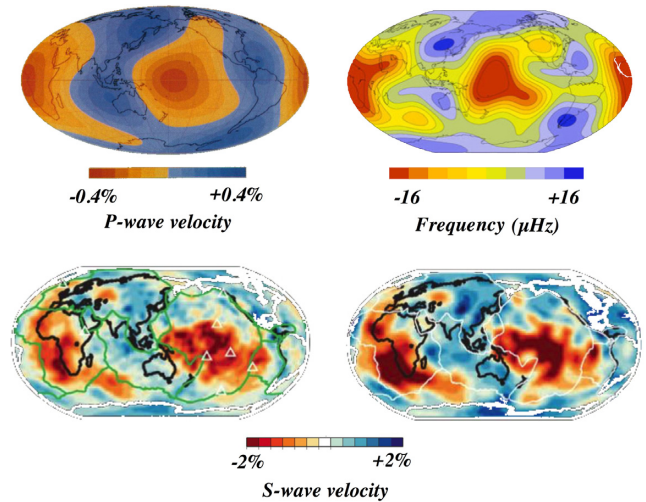 -0.4%
+0.4%
P-wave velocity
-16
+16
Frequency (µHz)
-2%
+2%
S-wave velocity